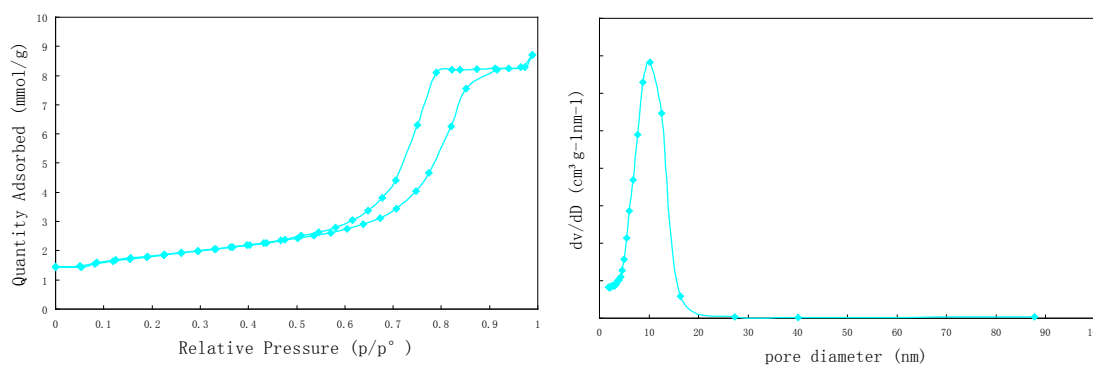 10
9
8
7
6
5
4
3
2
1
0
Quantity Adsorbed (mmol/g)
0 0.1 0.2 0.3 0.4 0.5 0.6 0.7 0.8 0.9 1
Relative Pressure (p/p°)
dv/dD (cm³ g-1nm-1)
0 10 20 30 40 50 60 70 80 90 100
pore diameter (nm)